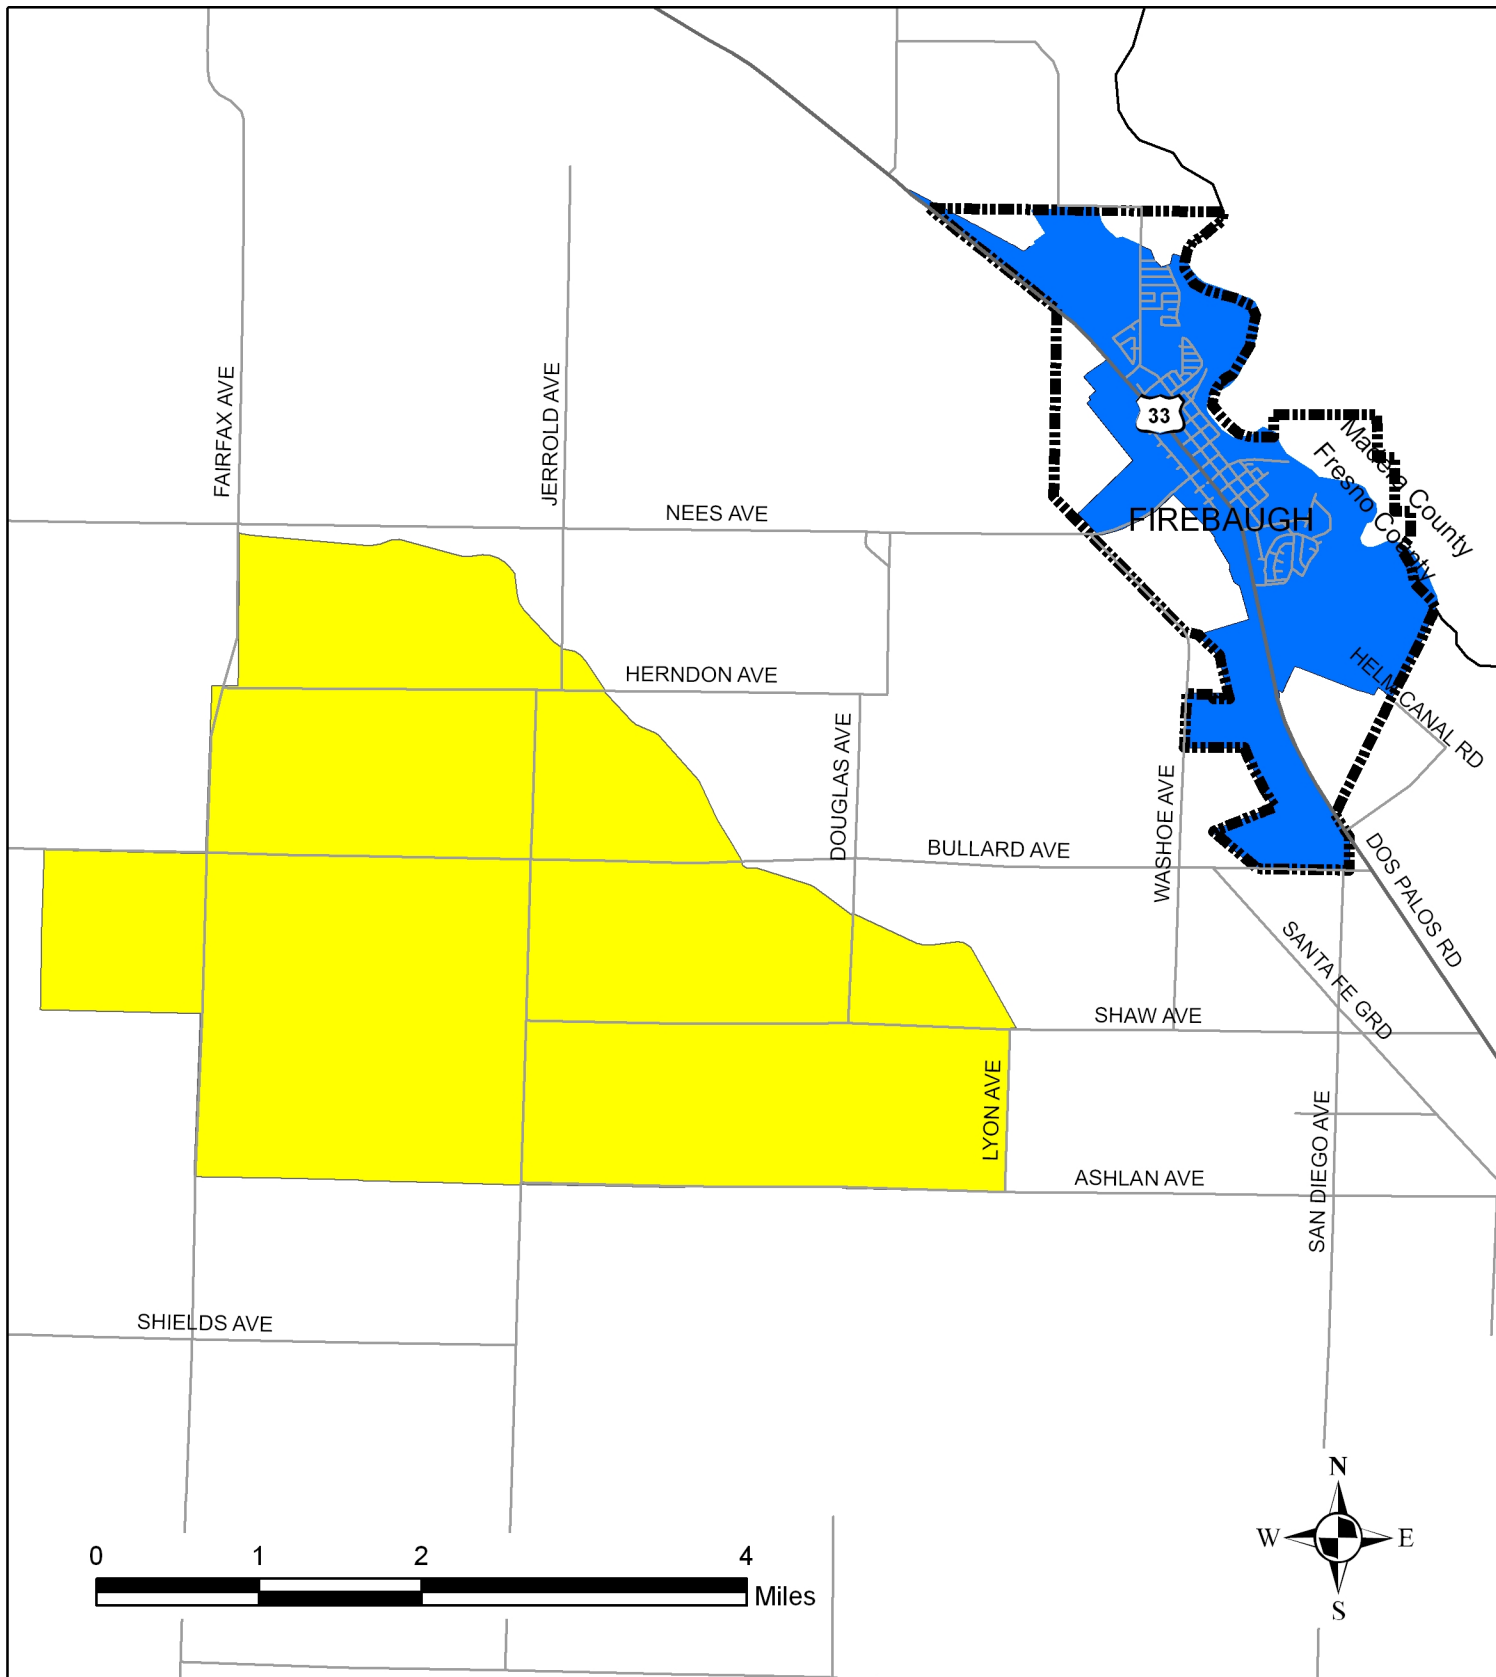 FAIRFAX AVE
JERROLD AVE
33
Madera County
Fresno County
NEES AVE
FIREBAUGH
HERNDON AVE
HELM CANAL RD
DOUGLAS AVE
WASHOE AVE
BULLARD AVE
DOS PALOS RD
SANTA FE GRD
SHAW AVE
LYON AVE
SAN DIEGO AVE
ASHLAN AVE
SHIELDS AVE
N
W E
S
0 1 2 4
Miles